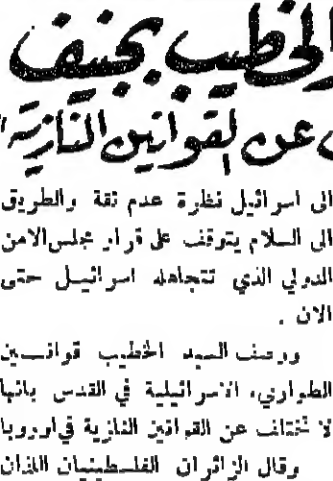 الخطيب بجنيف
عن القوانين النازية"
الى اسرائيل نظرة عدم ثقة والطريق
الى السلام يتوقف على قرار مجلس الامن
الدولي الذي تتجاهله اسرائيل حتى
الان .
ووصف السيد الخطيب قوانين
الطوارىء الاسرائيلية في القدس بانها
لا تختلف عن القوانين النازية في اوروبا
وقال الزائران الفلسطينيان اللذان